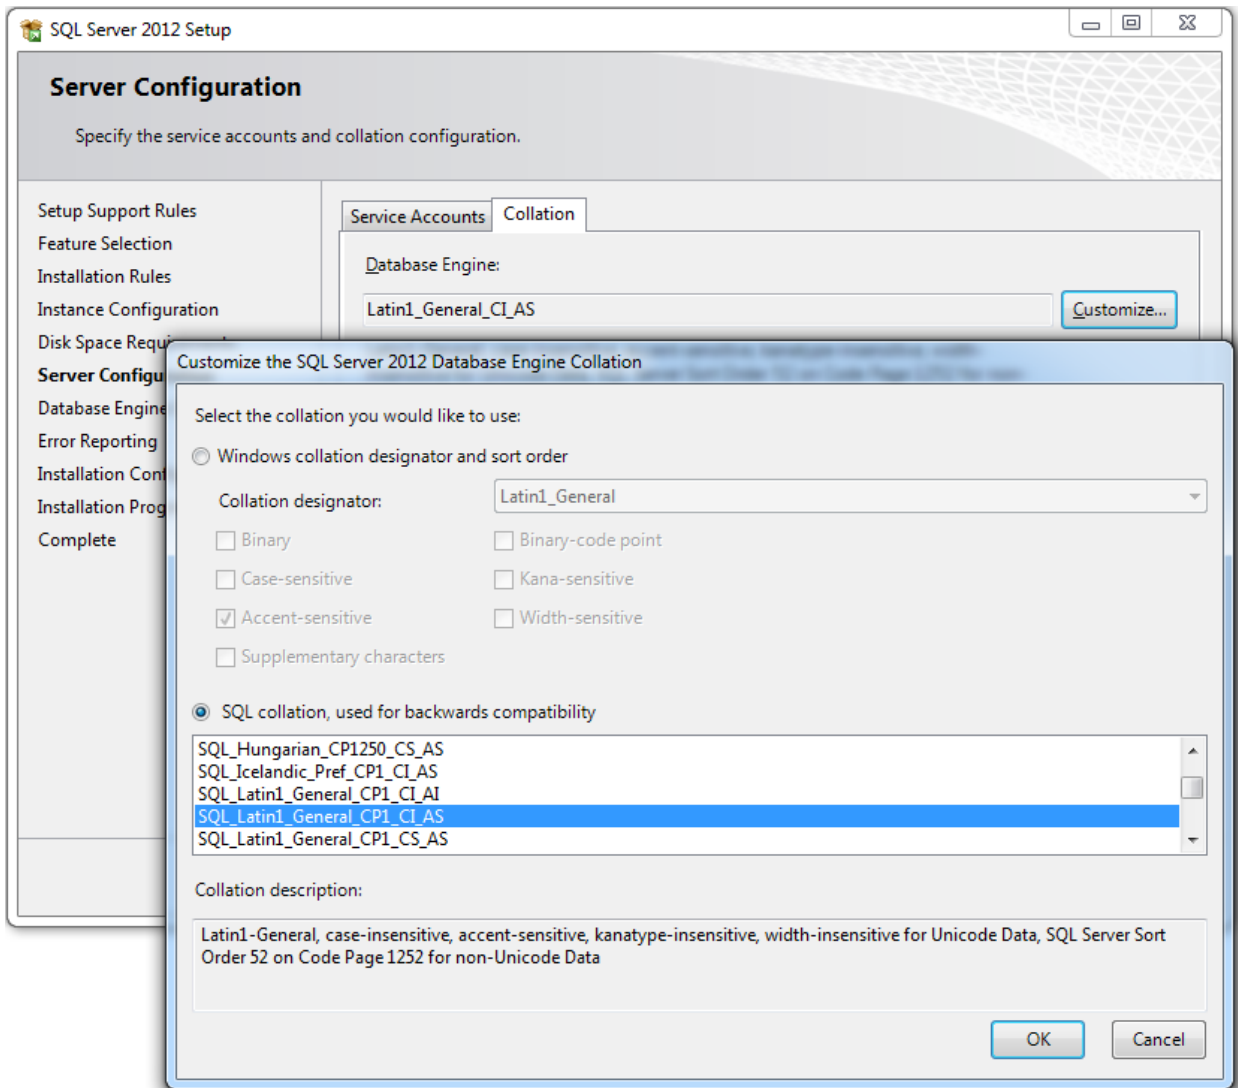 SQL Server 2012 Setup
Server Configuration
Specify the service accounts and collation configuration.
Setup Support Rules
Feature Selection
Installation Rules
Instance Configuration
Disk Space
Server
Database Engine
Error Reporting
Installation
Installation
Complete
Service Accounts
Collation
Database Engine:
Latin1_General_CI_AS
Customize...
Customize the SQL Server 2012 Database Engine Collation
Select the collation you would like to use:
Windows collation designator and sort order
Collation designator:
Latin1_General
Binary
Binary-code point
Case-sensitive
Kana-sensitive
Accent-sensitive
Width-sensitive
Supplementary characters
SQL collation, used for backwards compatibility
SQL_Hungarian_CP1250_CS_AS
SQL_Icelandic_Pref_CP1_CI_AS
SQL_Latin1_General_CP1_CI_AI
SQL_Latin1_General_CP1_CI_AS
SQL_Latin1_General_CP1_CS_AS
Collation description:
Latin1-General, case-insensitive, accent-sensitive, kanatype-insensitive, width-insensitive for Unicode Data, SQL Server Sort
Order 52 on Code Page 1252 for non-Unicode Data
OK
Cancel